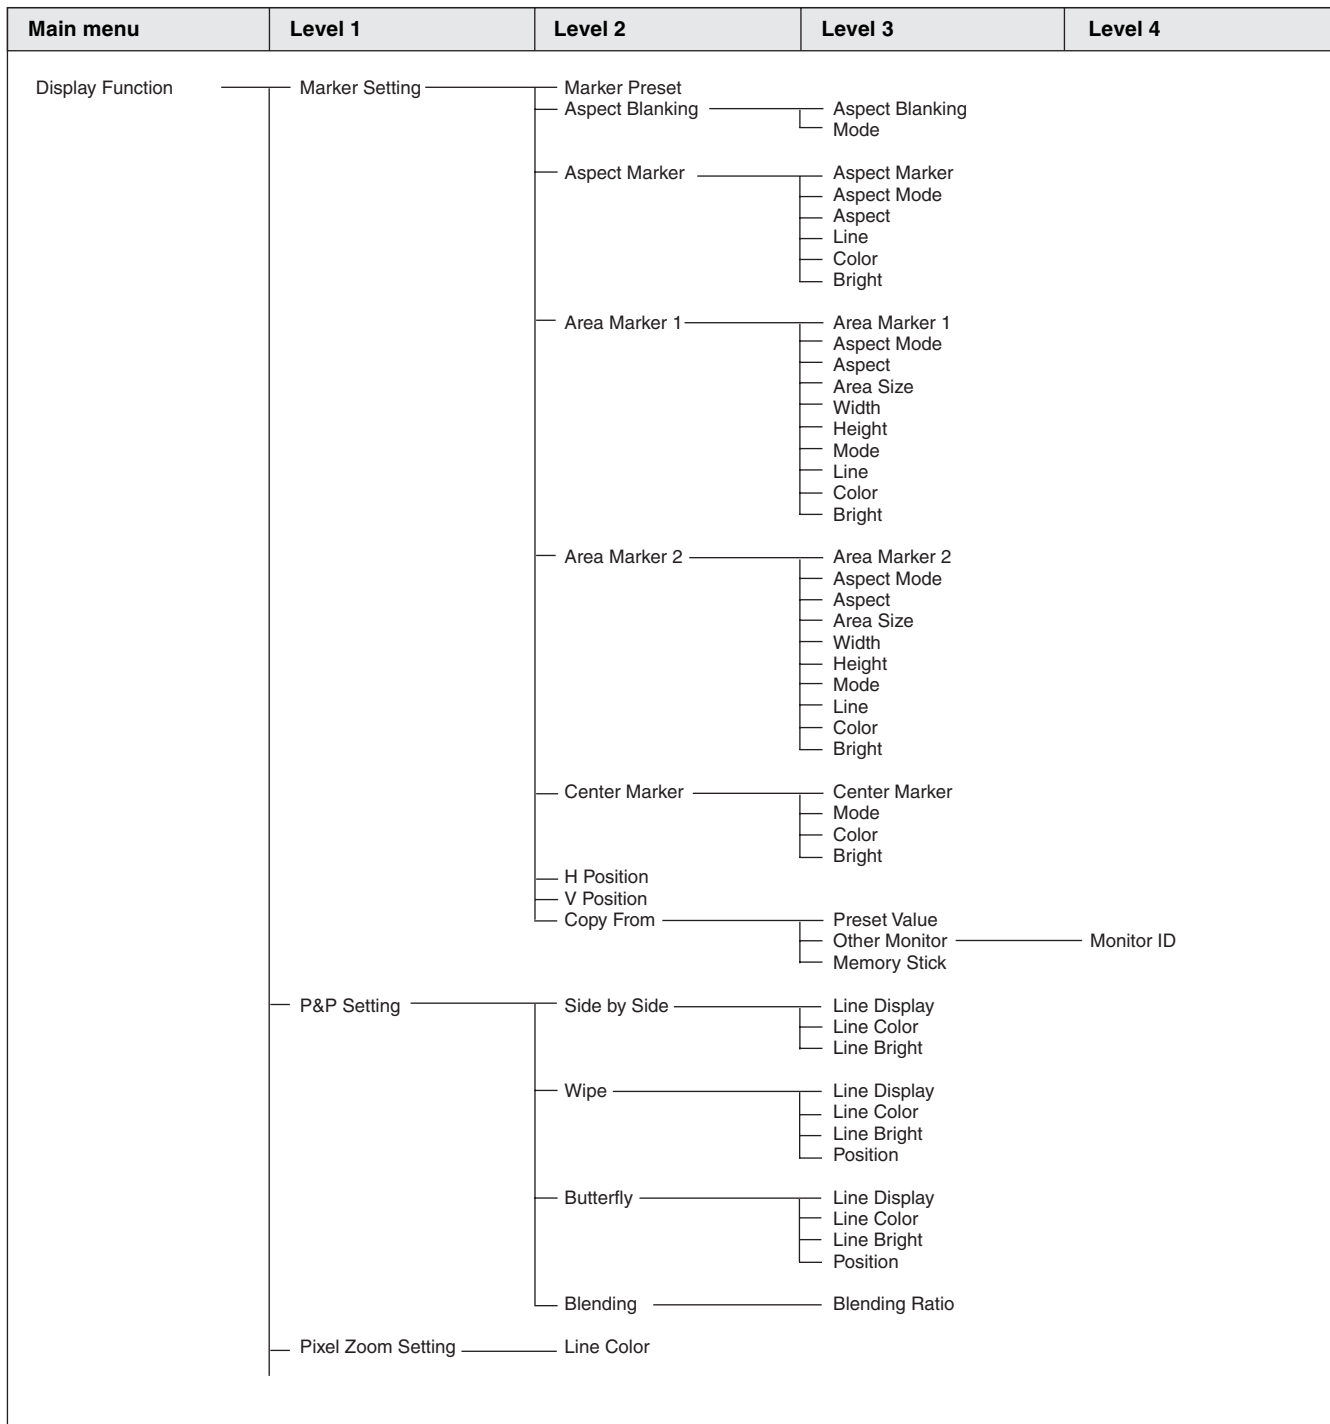 Main menu Level 1 Level 2 Level 3 Level 4
Display Function Marker Setting Marker Preset
Aspect Blanking Aspect Blanking
Mode
Aspect Marker Aspect Marker
Aspect Mode
Aspect
Line
Color
Bright
Area Marker 1 Area Marker 1
Aspect Mode
Aspect
Area Size
Width
Height
Mode
Line
Color
Bright
Area Marker 2 Area Marker 2
Aspect Mode
Aspect
Area Size
Width
Height
Mode
Line
Color
Bright
Center Marker Center Marker
Mode
Color
Bright
H Position
V Position
Copy From Preset Value
Other Monitor Monitor ID
Memory Stick
P&P Setting Side by Side Line Display
Line Color
Line Bright
Wipe Line Display
Line Color
Line Bright
Position
Butterfly Line Display
Line Color
Line Bright
Position
Blending Blending Ratio
Pixel Zoom Setting Line Color